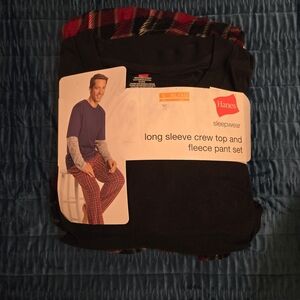 Hanes
sleepwear
long sleeve crew top and
fleece pant set